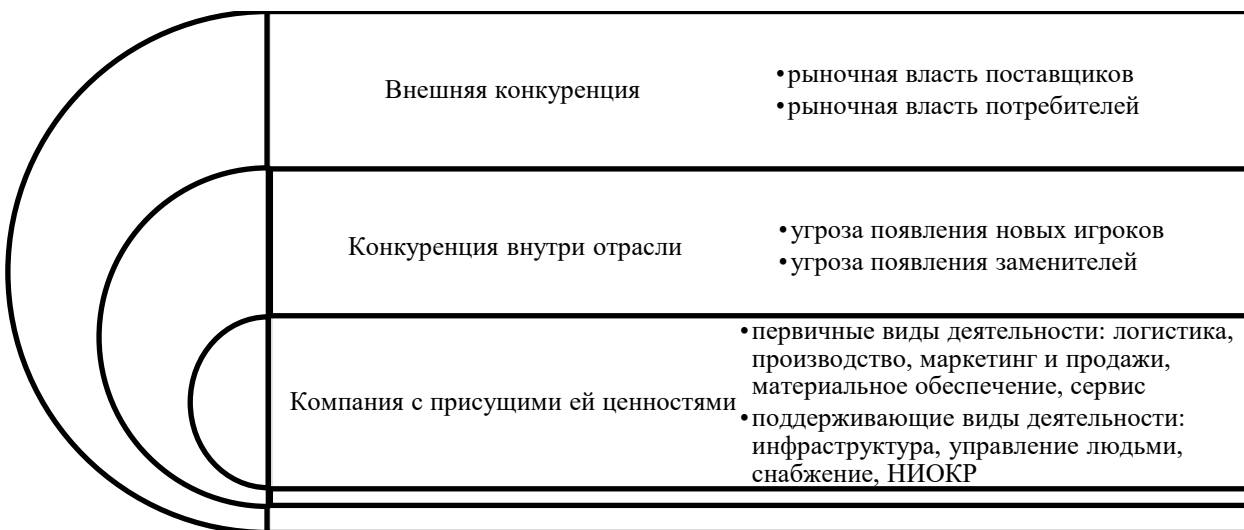 Внешняя конкуренция
•рыночная власть поставщиков
•рыночная власть потребителей
Конкуренция внутри отрасли
•угроза появления новых игроков
•угроза появления заменителей
Компания с присущими ей ценностями
•первичные виды деятельности: логистика,
производство, маркетинг и продажи,
материальное обеспечение, сервис
•поддерживающие виды деятельности:
инфраструктура, управление людьми,
снабжение, НИОКР